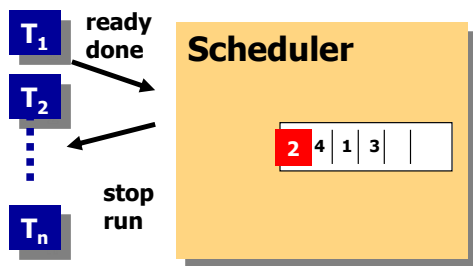 T1
ready
done
Scheduler
T2
2 4 1 3
stop
run
Tn